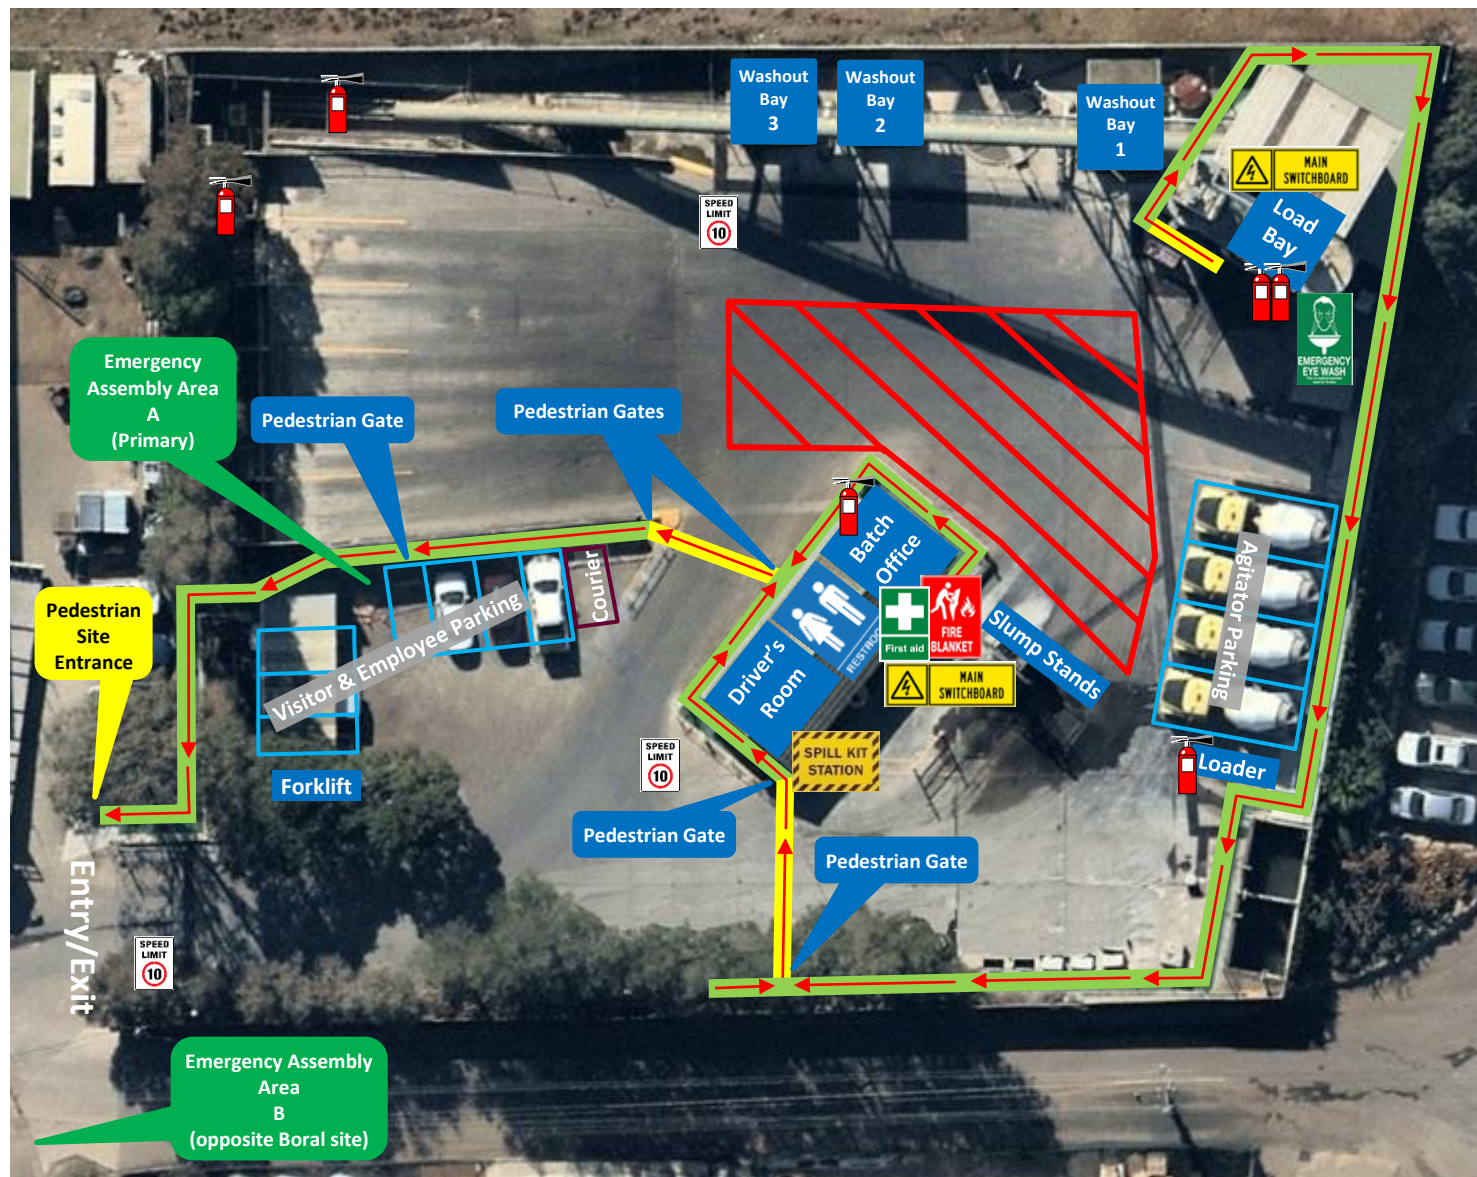 Washout
Bay
3
Washout
Bay
2
Washout
Bay
1
MAIN
SWITCHBOARD
Load
Bay
SPEED
LIMIT
10
EMERGENCY
EYE WASH
Emergency
Assembly Area
A
(Primary)
Pedestrian Gate
Pedestrian Gates
Batch
Office
Courier
Visitor & Employee Parking
Agitator Parking
Pedestrian
Site
Entrance
First aid
FIRE
BLANKET
Slump Stands
RESTROO
Driver's
Room
MAIN
SWITCHBOARD
SPEED
LIMIT
10
SPILL KIT
STATION
Loader
Forklift
Pedestrian Gate
Pedestrian Gate
Entry/Exit
SPEED
LIMIT
10
Emergency Assembly
Area
B
(opposite Boral site)